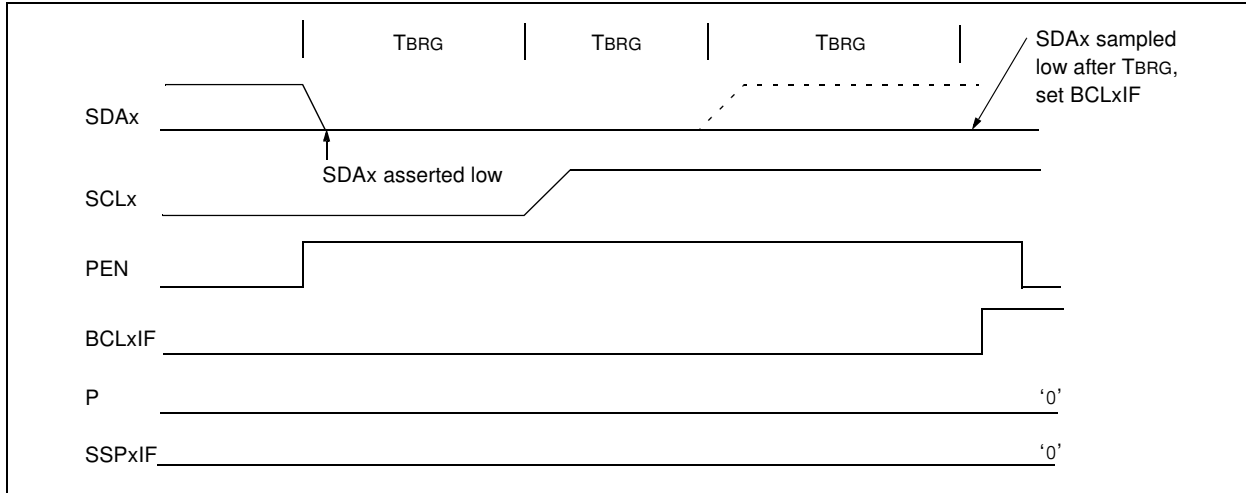 TBRG TBRG TBRG
SDAx sampled
low after TBRG,
set BCLxIF
SDAx
SDAx asserted low
SCLx
PEN
BCLxIF
P
‘0’
SSPxIF
‘0’